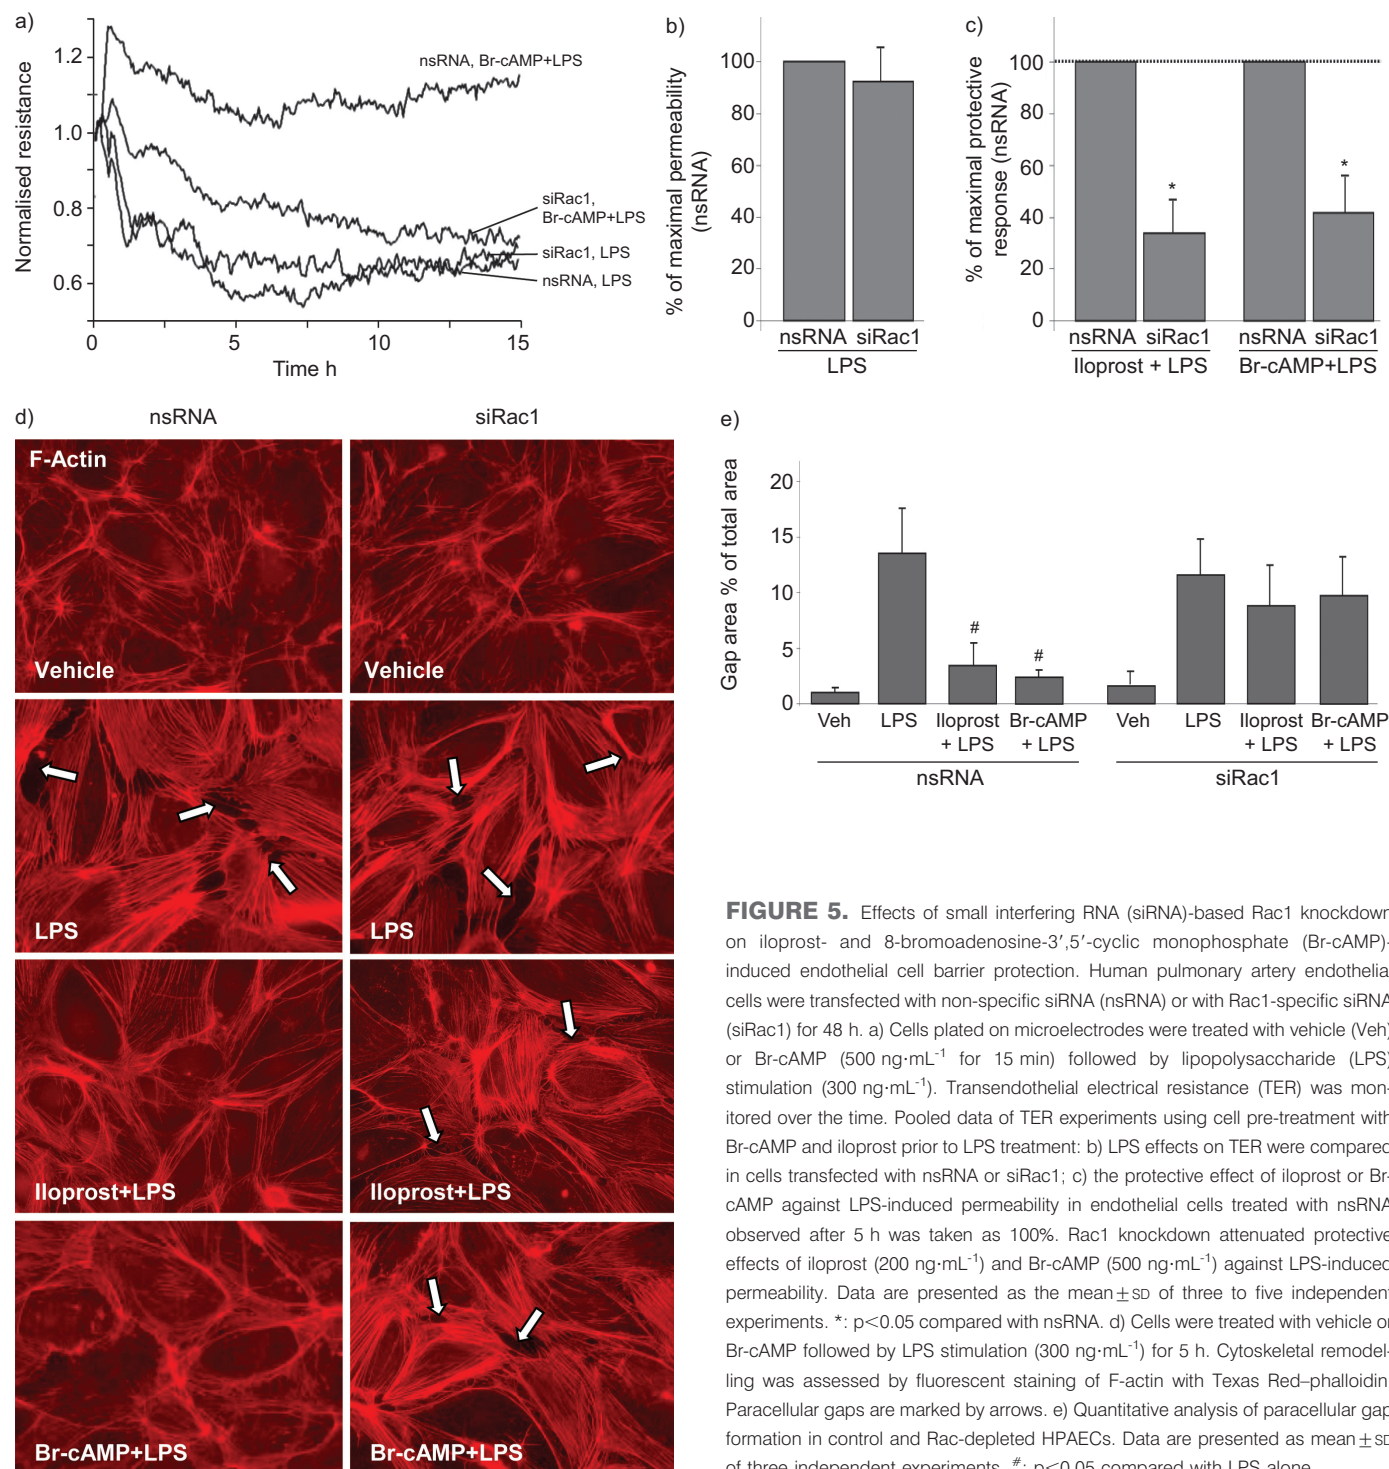 a)
Normalised resistance
1.2
1.0
0.8
0.6
0
5
10
15
Time h
nsRNA, Br-cAMP+LPS
siRac1,
Br-cAMP+LPS
siRac1, LPS
nsRNA, LPS
b)
% of maximal permeability
(nsRNA)
100
80
60
40
20
0
nsRNA siRac1
LPS
c)
% of maximal protective
response (nsRNA)
100
80
60
40
20
0
*
*
nsRNA siRac1 nsRNA siRac1
Iloprost + LPS Br-cAMP+LPS
d)
nsRNA siRac1
F-Actin
Vehicle Vehicle
LPS LPS
Iloprost+LPS Iloprost+LPS
Br-cAMP+LPS Br-cAMP+LPS
e)
Gap area % of total area
20
15
10
5
0
#
#
Veh LPS Iloprost Br-cAMP Veh LPS Iloprost Br-cAMP
+ LPS + LPS + LPS + LPS
nsRNA siRac1
FIGURE 5. Effects of small interfering RNA (siRNA)-based Rac1 knockdown
on iloprost- and 8-bromoadenosine-3′,5′-cyclic monophosphate (Br-cAMP)-
induced endothelial cell barrier protection. Human pulmonary artery endothelia
cells were transfected with non-specific siRNA (nsRNA) or with Rac1-specific siRNA
(siRac1) for 48 h. a) Cells plated on microelectrodes were treated with vehicle (Veh)
or Br-cAMP (500 ng·mL-1 for 15 min) followed by lipopolysaccharide (LPS)
stimulation (300 ng·mL-1). Transendothelial electrical resistance (TER) was mon-
itored over the time. Pooled data of TER experiments using cell pre-treatment with
Br-cAMP and iloprost prior to LPS treatment: b) LPS effects on TER were compared
in cells transfected with nsRNA or siRac1; c) the protective effect of iloprost or Br-
cAMP against LPS-induced permeability in endothelial cells treated with nsRNA
observed after 5 h was taken as 100%. Rac1 knockdown attenuated protective
effects of iloprost (200 ng·mL-1) and Br-cAMP (500 ng·mL-1) against LPS-induced
permeability. Data are presented as the mean±SD of three to five independent
experiments. *: p<0.05 compared with nsRNA. d) Cells were treated with vehicle or
Br-cAMP followed by LPS stimulation (300 ng·mL-1) for 5 h. Cytoskeletal remodel-
ling was assessed by fluorescent staining of F-actin with Texas Red–phalloidin
Paracellular gaps are marked by arrows. e) Quantitative analysis of paracellular gap
formation in control and Rac-depleted HPAECs. Data are presented as mean±SD
of three independent experiments. #: p<0.05 compared with LPS alone